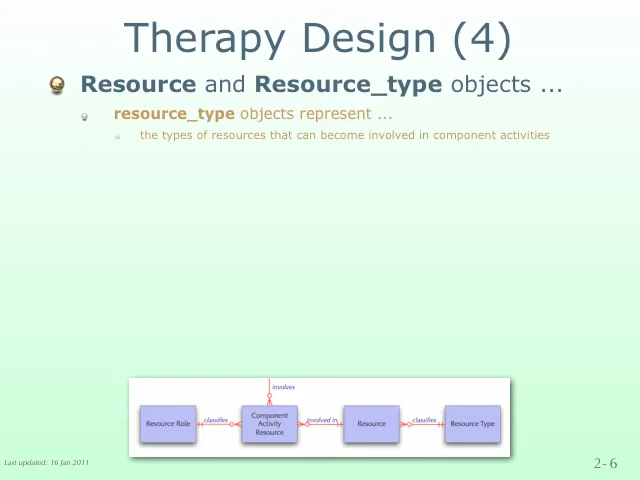 Therapy Design (4)
Resource and Resource_type objects ...
resource_type objects represent ...
the types of resources that can become involved in component activities
involves
Resource Role
classifies
Component
Activity
Resource
involved in
Resource
classifies
Resource Type
Last updated: 16 Jan 2011
2-6